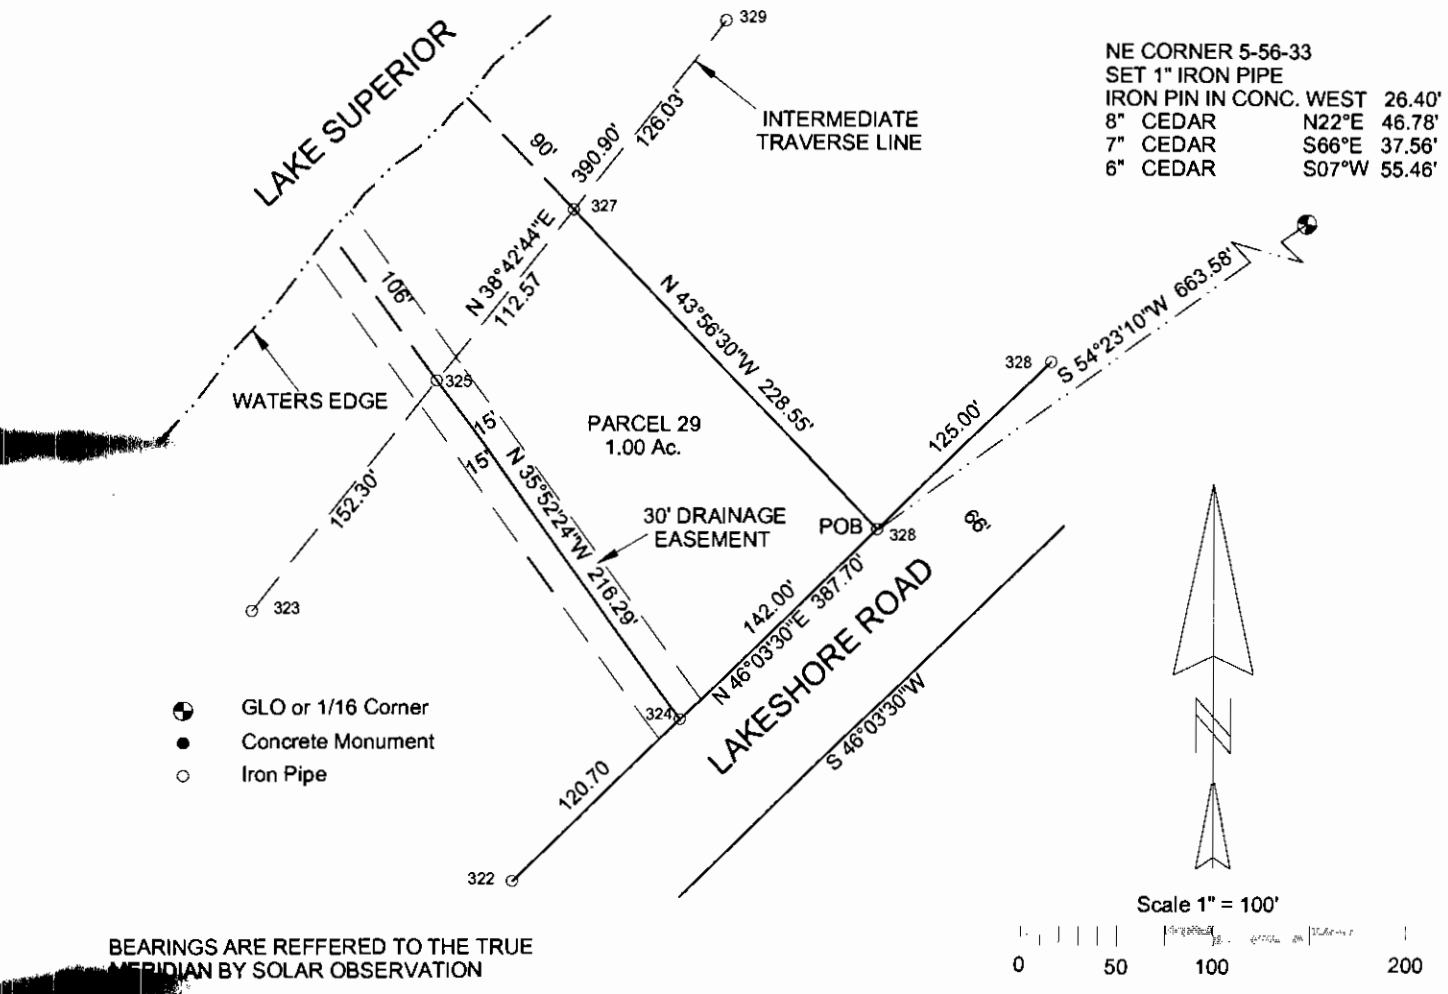 329
LAKE SUPERIOR
NE CORNER 5-56-33
SET 1" IRON PIPE
IRON PIN IN CONC. WEST 26.40'
8" CEDAR N22°E 46.78'
7" CEDAR S66°E 37.56'
6" CEDAR S07°W 55.46'
INTERMEDIATE
TRAVERSE LINE
90'
390.90'
126.03'
327
N 38°42'44"E
112.57
106'
N 43°56'30"W 228.55'
S 54°23'10"W 663.58'
328
325
WATERS EDGE
15'
15'
PARCEL 29
1.00 Ac.
125.00'
152.30'
N 35°52'24"W 216.29'
30' DRAINAGE
EASEMENT
POB
328
66'
323
142.00'
N 46°03'30"E 387.70'
LAKESHORE ROAD
S 46°03'30"W
324
GLO or 1/16 Corner
Concrete Monument
Iron Pipe
120.70
322
N
Scale 1" = 100'
0 50 100 200
BEARINGS ARE REFFERED TO THE TRUE
MERIDIAN BY SOLAR OBSERVATION